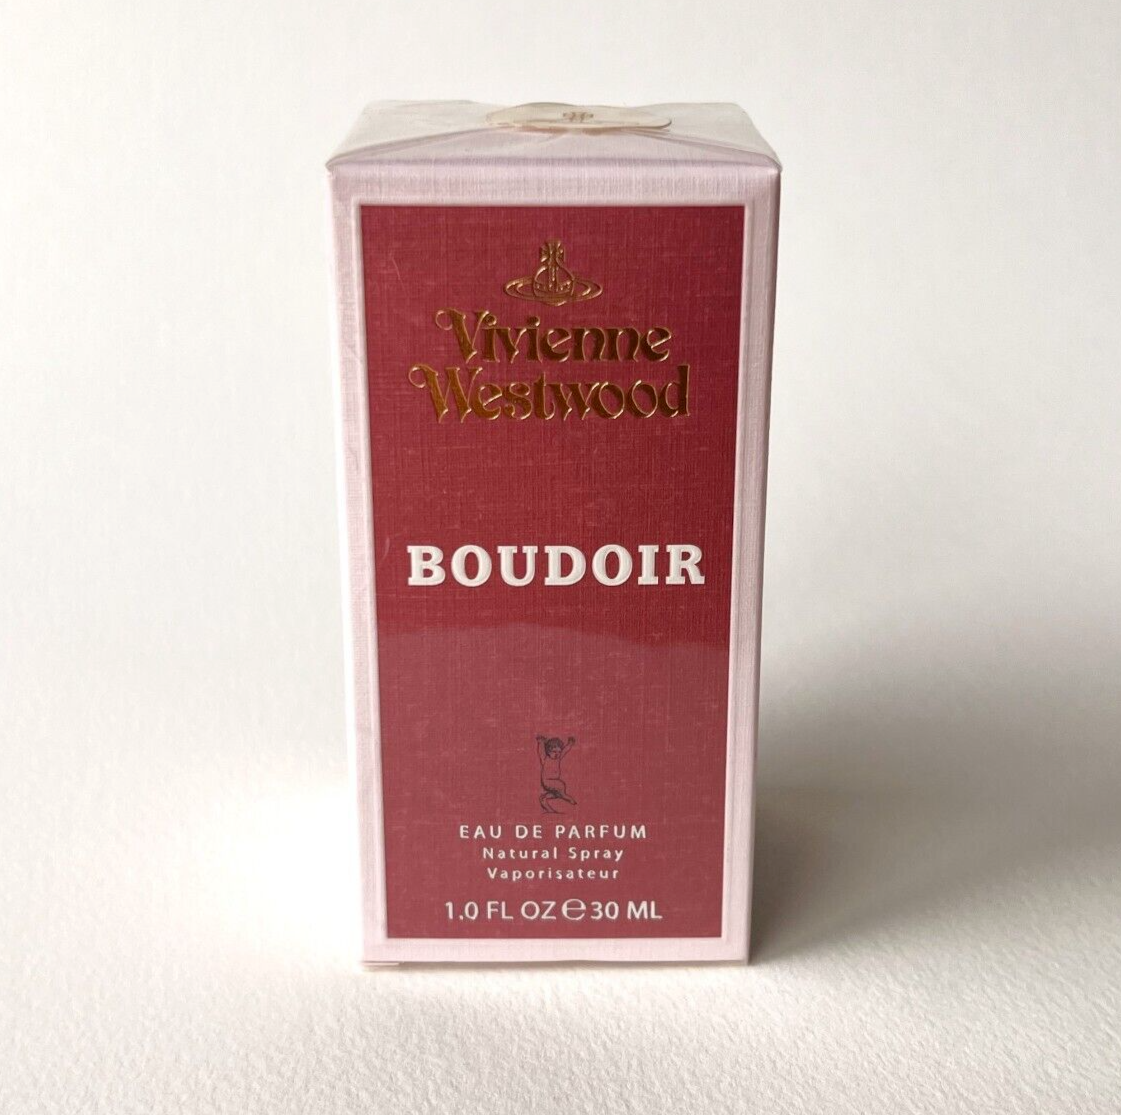 Vivienne
Westwood
BOUDOIR
EAU DE PARFUM
Natural Spray
Vaporisateur
1.0 FL OZ ℮ 30 ML